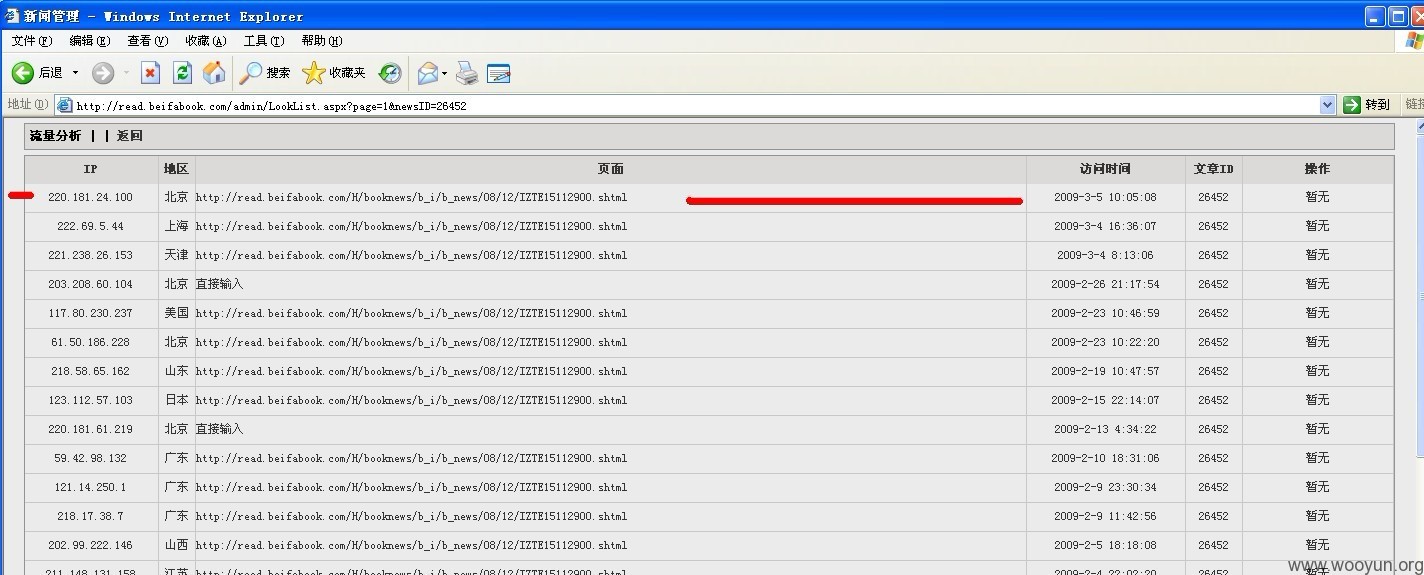 新闻管理 - Windows Internet Explorer
文件(F) 编辑(E) 查看(V) 收藏(A) 工具(T) 帮助(H)
后退 搜索 收藏夹
地址(D) http://read.beifabook.com/admin/LookList.aspx?page=1&newsID=26452 转到 链接
流量分析 | | 返回
IP 地区 页面 访问时间 文章ID 操作
220.181.24.100 北京 http://read.beifabook.com/H/booknews/b_i/b_news/08/12/IZTE15112900.shtml 2009-3-5 10:05:08 26452 暂无
222.69.5.44 上海 http://read.beifabook.com/H/booknews/b_i/b_news/08/12/IZTE15112900.shtml 2009-3-4 16:36:07 26452 暂无
221.238.26.153 天津 http://read.beifabook.com/H/booknews/b_i/b_news/08/12/IZTE15112900.shtml 2009-3-4 8:13:06 26452 暂无
203.208.60.104 北京 直接输入 2009-2-26 21:17:54 26452 暂无
117.80.230.237 美国 http://read.beifabook.com/H/booknews/b_i/b_news/08/12/IZTE15112900.shtml 2009-2-23 10:46:59 26452 暂无
61.50.186.228 北京 http://read.beifabook.com/H/booknews/b_i/b_news/08/12/IZTE15112900.shtml 2009-2-23 10:22:20 26452 暂无
218.58.65.162 山东 http://read.beifabook.com/H/booknews/b_i/b_news/08/12/IZTE15112900.shtml 2009-2-19 10:47:57 26452 暂无
123.112.57.103 日本 http://read.beifabook.com/H/booknews/b_i/b_news/08/12/IZTE15112900.shtml 2009-2-15 22:14:07 26452 暂无
220.181.61.219 北京 直接输入 2009-2-13 4:34:22 26452 暂无
59.42.98.132 广东 http://read.beifabook.com/H/booknews/b_i/b_news/08/12/IZTE15112900.shtml 2009-2-10 18:31:06 26452 暂无
121.14.250.1 广东 http://read.beifabook.com/H/booknews/b_i/b_news/08/12/IZTE15112900.shtml 2009-2-9 23:30:34 26452 暂无
218.17.38.7 广东 http://read.beifabook.com/H/booknews/b_i/b_news/08/12/IZTE15112900.shtml 2009-2-9 11:42:56 26452 暂无
202.99.222.146 山西 http://read.beifabook.com/H/booknews/b_i/b_news/08/12/IZTE15112900.shtml 2009-2-5 18:18:08 26452 暂无
211.148.131.158 江苏 http://read.beifabook.com/H/booknews/b_i/b_news/08/12/IZTE15112900.shtml 2009-2-4 22:02:20 26452 暂无
www.wooyun.org